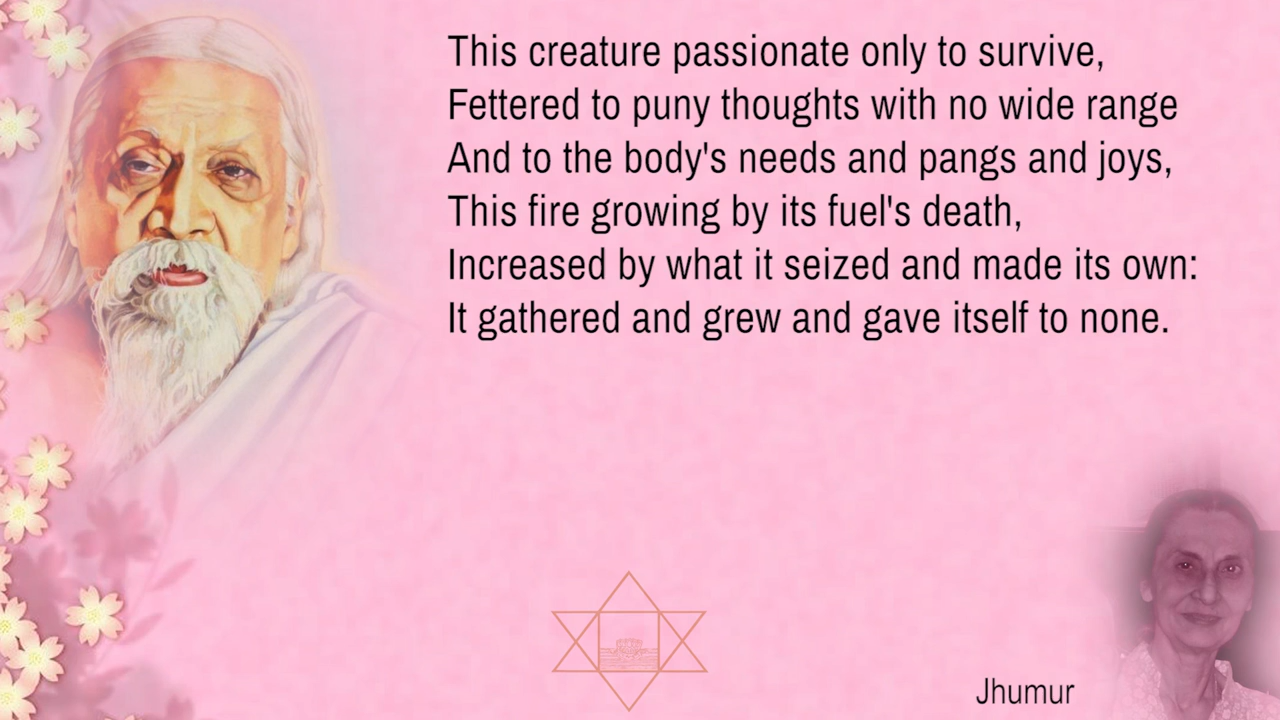 This creature passionate only to survive,
Fettered to puny thoughts with no wide range
And to the body's needs and pangs and joys,
This fire growing by its fuel's death,
Increased by what it seized and made its own:
It gathered and grew and gave itself to none.
Jhumur